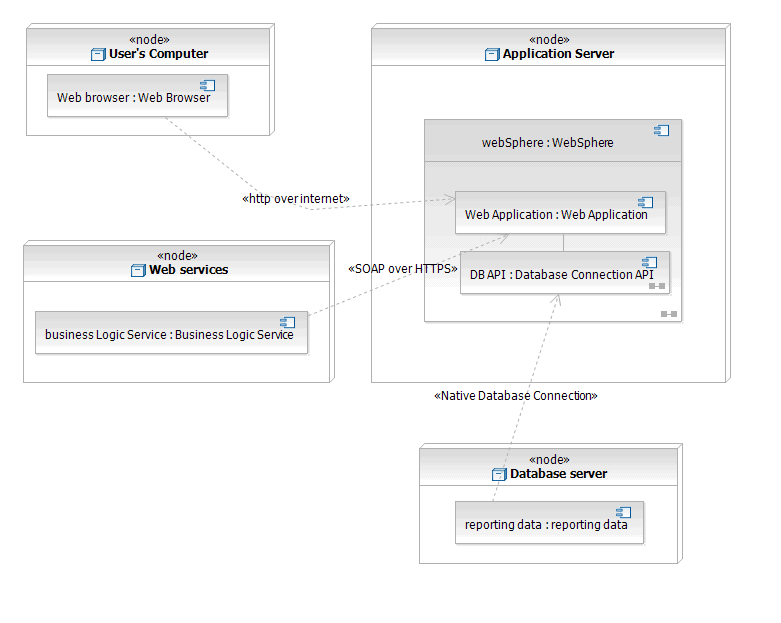 «node»
User's Computer
Web browser : Web Browser
«node»
Application Server
webSphere : WebSphere
Web Application : Web Application
DB API : Database Connection API
«http over internet»
«node»
Web services
business Logic Service : Business Logic Service
«SOAP over HTTPS»
«Native Database Connection»
«node»
Database server
reporting data : reporting data